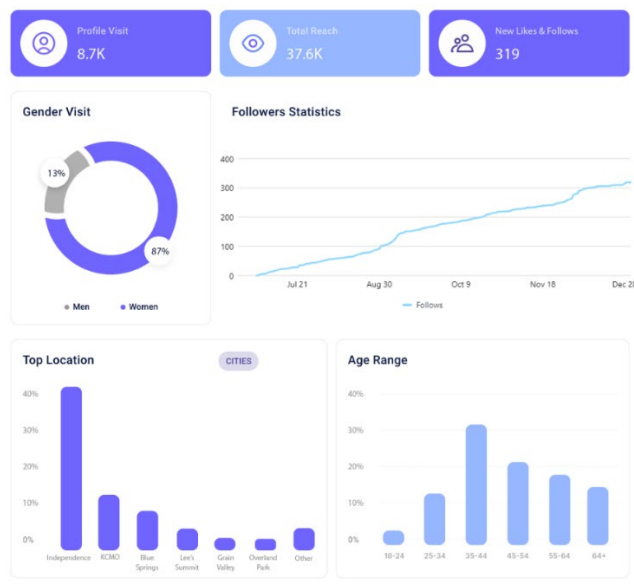 Profile Visit
8.7K
Total Reach
37.6K
New Likes & Follows
319
Gender Visit
13%
87%
Men
Women
Followers Statistics
400
300
200
100
0
Jul 21
Aug 30
Oct 9
Nov 18
Dec 28
Follows
Top Location
CITIES
40%
30%
20%
10%
0%
Independence
KCMO
Blue
Springs
Lee's
Summit
Grain
Valley
Overland
Park
Other
Age Range
40%
30%
20%
10%
0%
18-24
25-34
35-44
45-54
55-64
64+